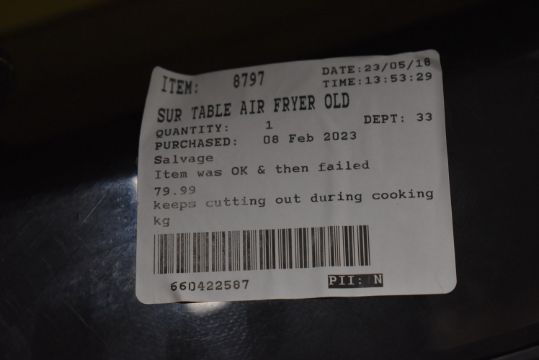 ITEM: 8797 DATE:23/05/18
TIME:13:53:29
SUR TABLE AIR FRYER OLD
QUANTITY: 1 DEPT: 33
PURCHASED: 08 Feb 2023
Salvage
Item was OK & then failed
79.99
keeps cutting out during cooking
kg
660422587 PII: N